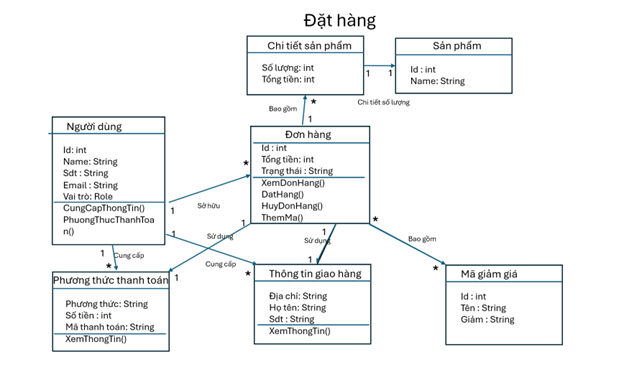 Đặt hàng
Chi tiết sản phẩm
Số lượng: int
Tổng tiền: int
Sản phẩm
Id : int
Name: String
1
1
Chi tiết số lượng
*
Bao gồm
1
Người dùng
Id: int
Name: String
Sdt : String
Email : String
Vai trò: Role
CungCapThongTin()
PhuongThucThanhToa
n()
Đơn hàng
Id : int
Tổng tiền: int
Trạng thái : String
XemDonHang()
DatHang()
HuyDonHang()
ThemMa()
*
1
Sở hữu
1
1
Cung cấp
*
1
Sử dụng
1
Cung cấp
*
1
Sử dụng
1
*
Bao gồm
*
Phương thức thanh toán
Phương thức: String
Số tiền : int
Mã thanh toán: String
XemThongTin()
Thông tin giao hàng
Địa chỉ: String
Họ tên: String
Sdt : String
XemThongTin()
Mã giảm giá
Id : int
Tên : String
Giảm : String